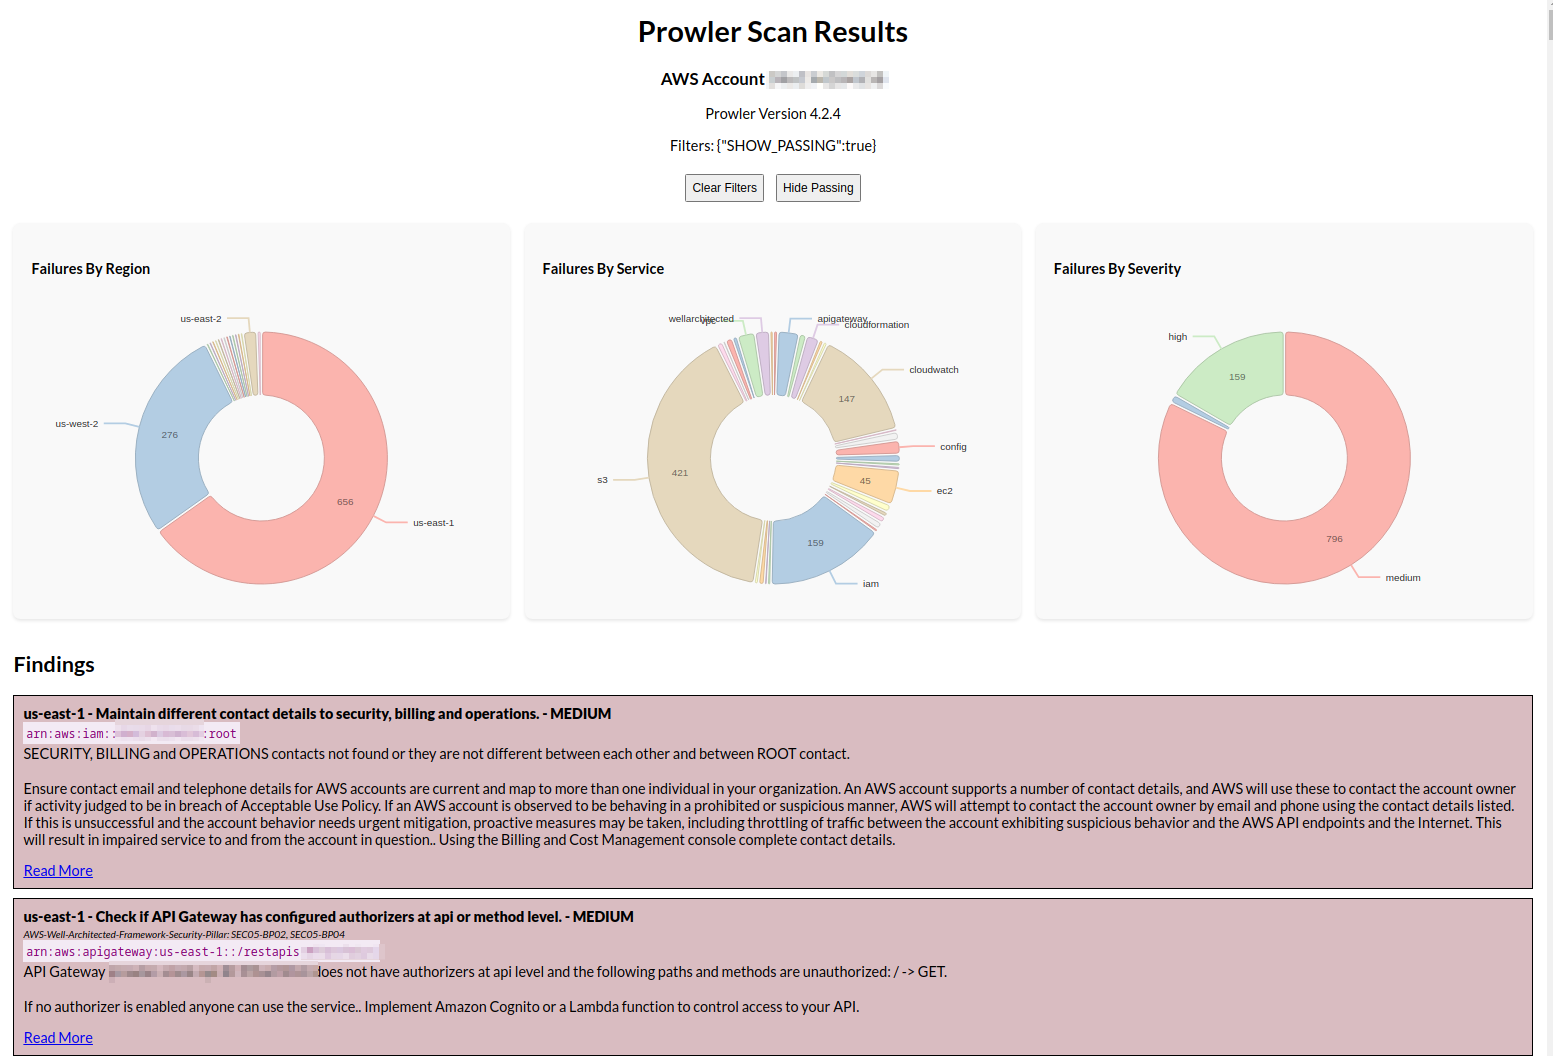 Prowler Scan Results
AWS Account
Prowler Version 4.2.4
Filters: {"SHOW_PASSING":true}
Clear Filters
Hide Passing
Failures By Region
us-east-2
us-west-2
276
656
us-east-1
Failures By Service
wellarchitected
vpc
apigateway
cloudformation
cloudwatch
147
config
s3
421
45
ec2
159
iam
Failures By Severity
high
159
796
medium
Findings
us-east-1 - Maintain different contact details to security, billing and operations. - MEDIUM
arn:aws:iam:: :root
SECURITY, BILLING and OPERATIONS contacts not found or they are not different between each other and between ROOT contact.
Ensure contact email and telephone details for AWS accounts are current and map to more than one individual in your organization. An AWS account supports a number of contact details, and AWS will use these to contact the account owner
if activity judged to be in breach of Acceptable Use Policy. If an AWS account is observed to be behaving in a prohibited or suspicious manner, AWS will attempt to contact the account owner by email and phone using the contact details listed.
If this is unsuccessful and the account behavior needs urgent mitigation, proactive measures may be taken, including throttling of traffic between the account exhibiting suspicious behavior and the AWS API endpoints and the Internet. This
will result in impaired service to and from the account in question.. Using the Billing and Cost Management console complete contact details.
Read More
us-east-1 - Check if API Gateway has configured authorizers at api or method level. - MEDIUM
AWS-Well-Architected-Framework-Security-Pillar: SEC05-BP02, SEC05-BP04
arn:aws:apigateway:us-east-1::/restapis
API Gateway does not have authorizers at api level and the following paths and methods are unauthorized: / -> GET.
If no authorizer is enabled anyone can use the service.. Implement Amazon Cognito or a Lambda function to control access to your API.
Read More